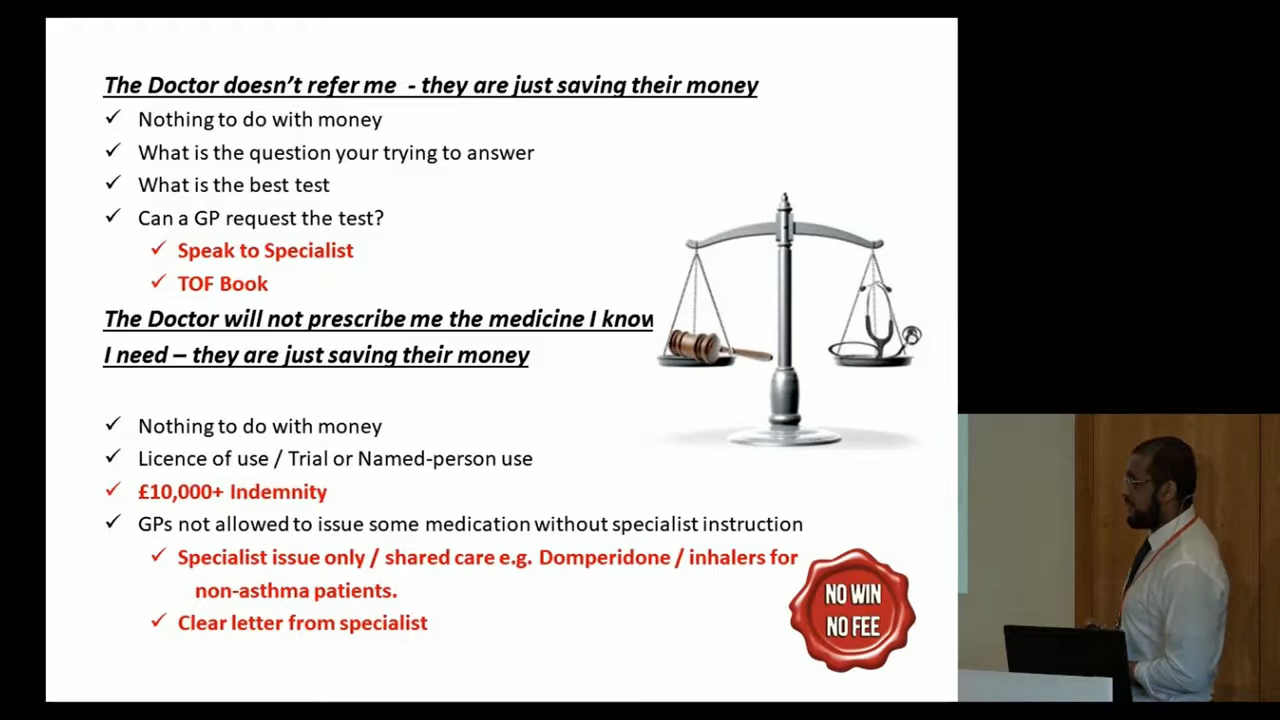 The Doctor doesn't refer me - they are just saving their money
✓ Nothing to do with money
✓ What is the question your trying to answer
✓ What is the best test
✓ Can a GP request the test?
✓ Speak to Specialist
✓ TOF Book
The Doctor will not prescribe me the medicine I know
I need – they are just saving their money
✓ Nothing to do with money
✓ Licence of use / Trial or Named-person use
✓ £10,000+ Indemnity
✓ GPs not allowed to issue some medication without specialist instruction
✓ Specialist issue only / shared care e.g. Domperidone / inhalers for
non-asthma patients.
✓ Clear letter from specialist
NO WIN
NO FEE